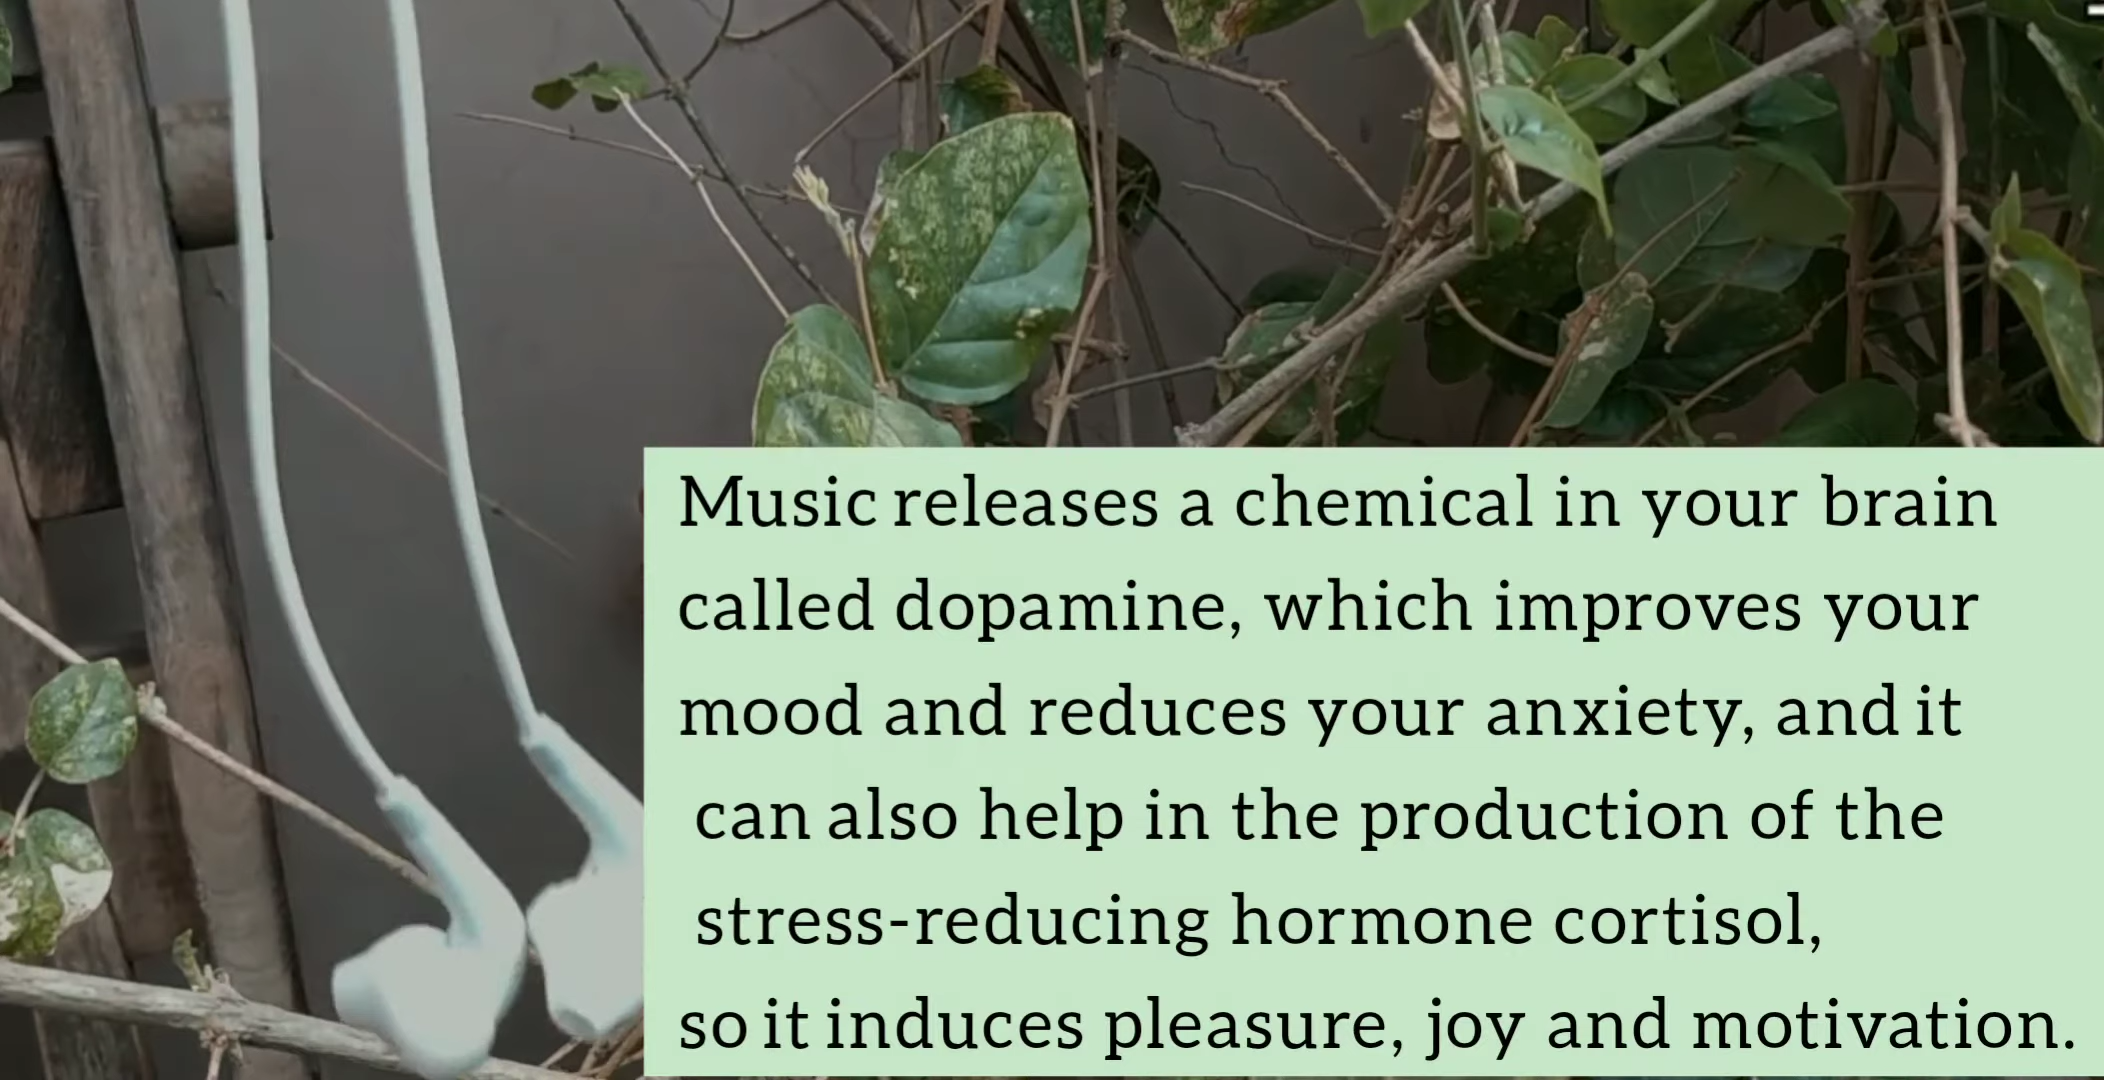 Music releases a chemical in your brain
called dopamine, which improves your
mood and reduces your anxiety, and it
can also help in the production of the
stress-reducing hormone cortisol,
so it induces pleasure, joy and motivation.